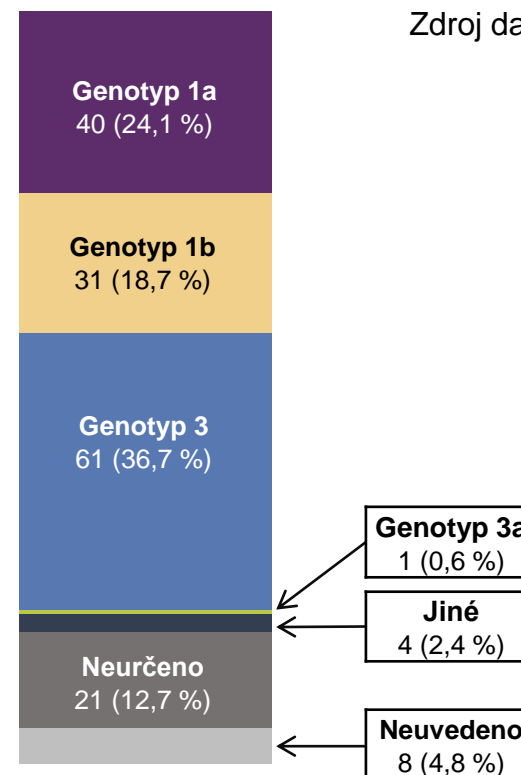 Zdroj da
Genotyp 1a
40 (24,1 %)
Genotyp 1b
31 (18,7 %)
Genotyp 3
61 (36,7 %)
Genotyp 3a
1 (0,6 %)
Jiné
4 (2,4 %)
Neurčeno
21 (12,7 %)
Neuvedeno
8 (4,8 %)